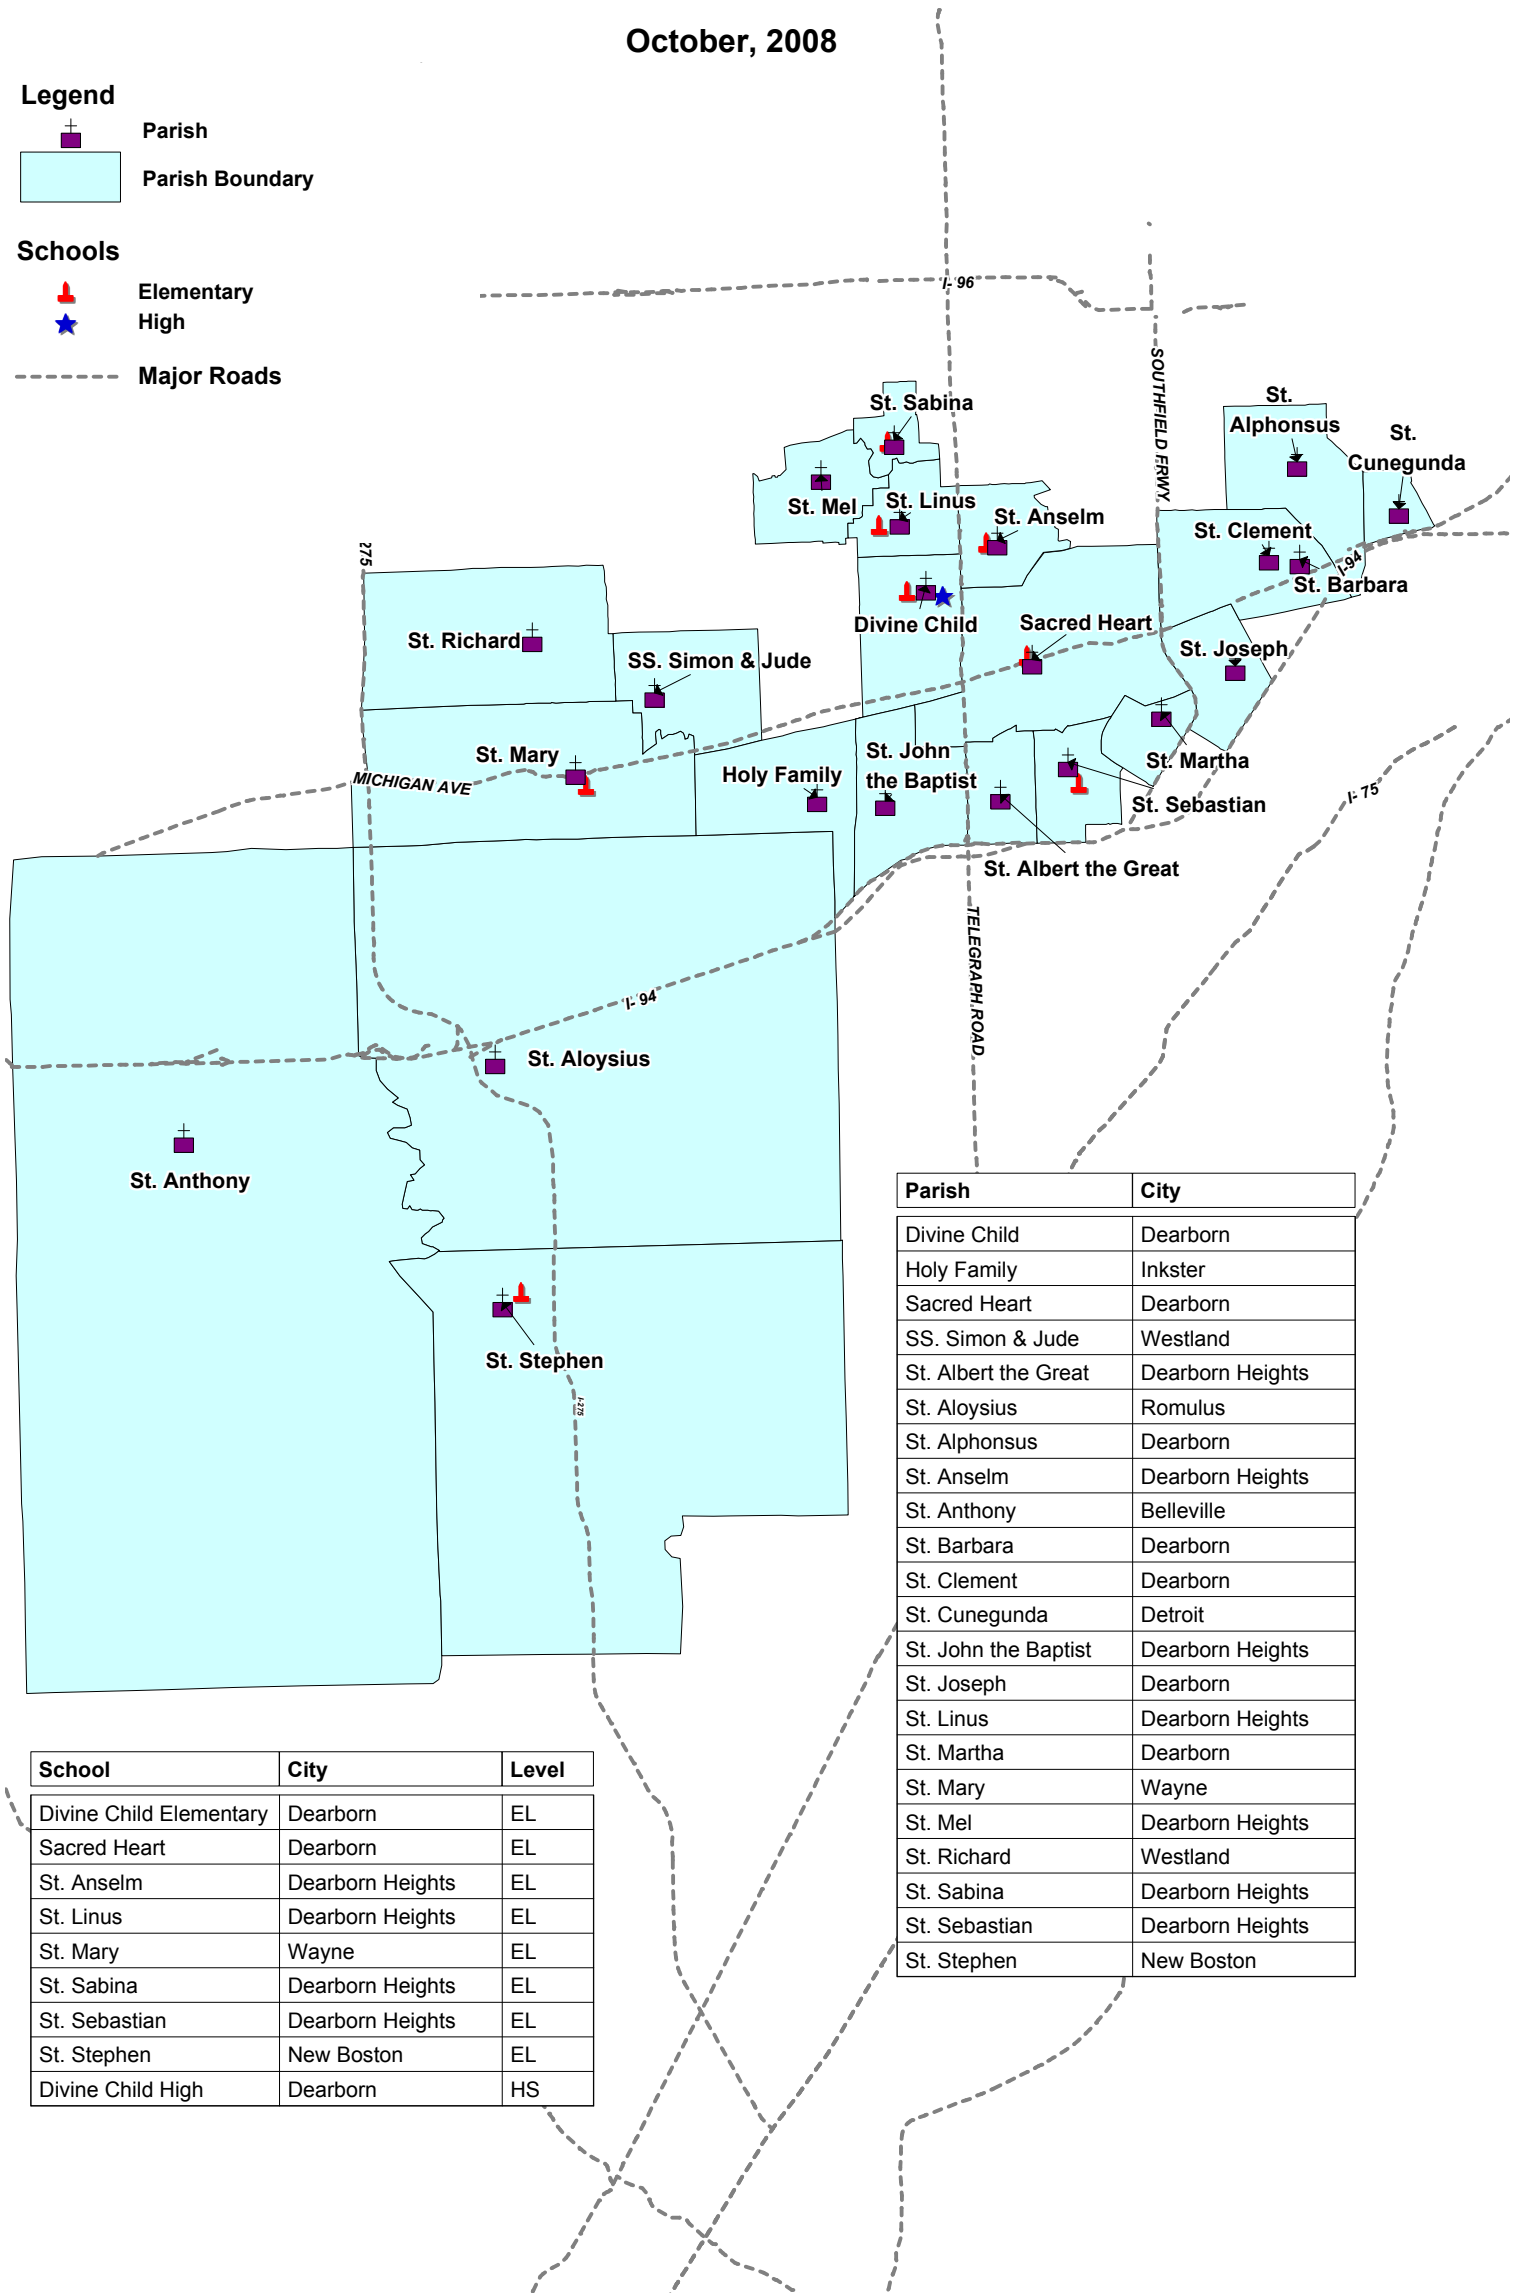 October, 2008
Legend
Parish
Parish Boundary
Schools
Elementary
High
Major Roads
I- 96
SOUTHFIELD FRWY
St. Sabina
St.
Alphonsus
St.
Cunegunda
St. Mel
St. Linus
St. Anselm
St. Clement
I-94
St. Barbara
275
Divine Child
Sacred Heart
St. Richard
SS. Simon & Jude
St. Joseph
St. Mary
MICHIGAN AVE
Holy Family
St. John
the Baptist
St. Martha
St. Sebastian
I- 75
St. Albert the Great
TELEGRAPH ROAD
I- 94
St. Aloysius
St. Anthony
St. Stephen
I-275
Parish City
Divine Child Dearborn
Holy Family Inkster
Sacred Heart Dearborn
SS. Simon & Jude Westland
St. Albert the Great Dearborn Heights
St. Aloysius Romulus
St. Alphonsus Dearborn
St. Anselm Dearborn Heights
St. Anthony Belleville
St. Barbara Dearborn
St. Clement Dearborn
St. Cunegunda Detroit
St. John the Baptist Dearborn Heights
St. Joseph Dearborn
St. Linus Dearborn Heights
St. Martha Dearborn
St. Mary Wayne
St. Mel Dearborn Heights
St. Richard Westland
St. Sabina Dearborn Heights
St. Sebastian Dearborn Heights
St. Stephen New Boston
School City Level
Divine Child Elementary Dearborn EL
Sacred Heart Dearborn EL
St. Anselm Dearborn Heights EL
St. Linus Dearborn Heights EL
St. Mary Wayne EL
St. Sabina Dearborn Heights EL
St. Sebastian Dearborn Heights EL
St. Stephen New Boston EL
Divine Child High Dearborn HS